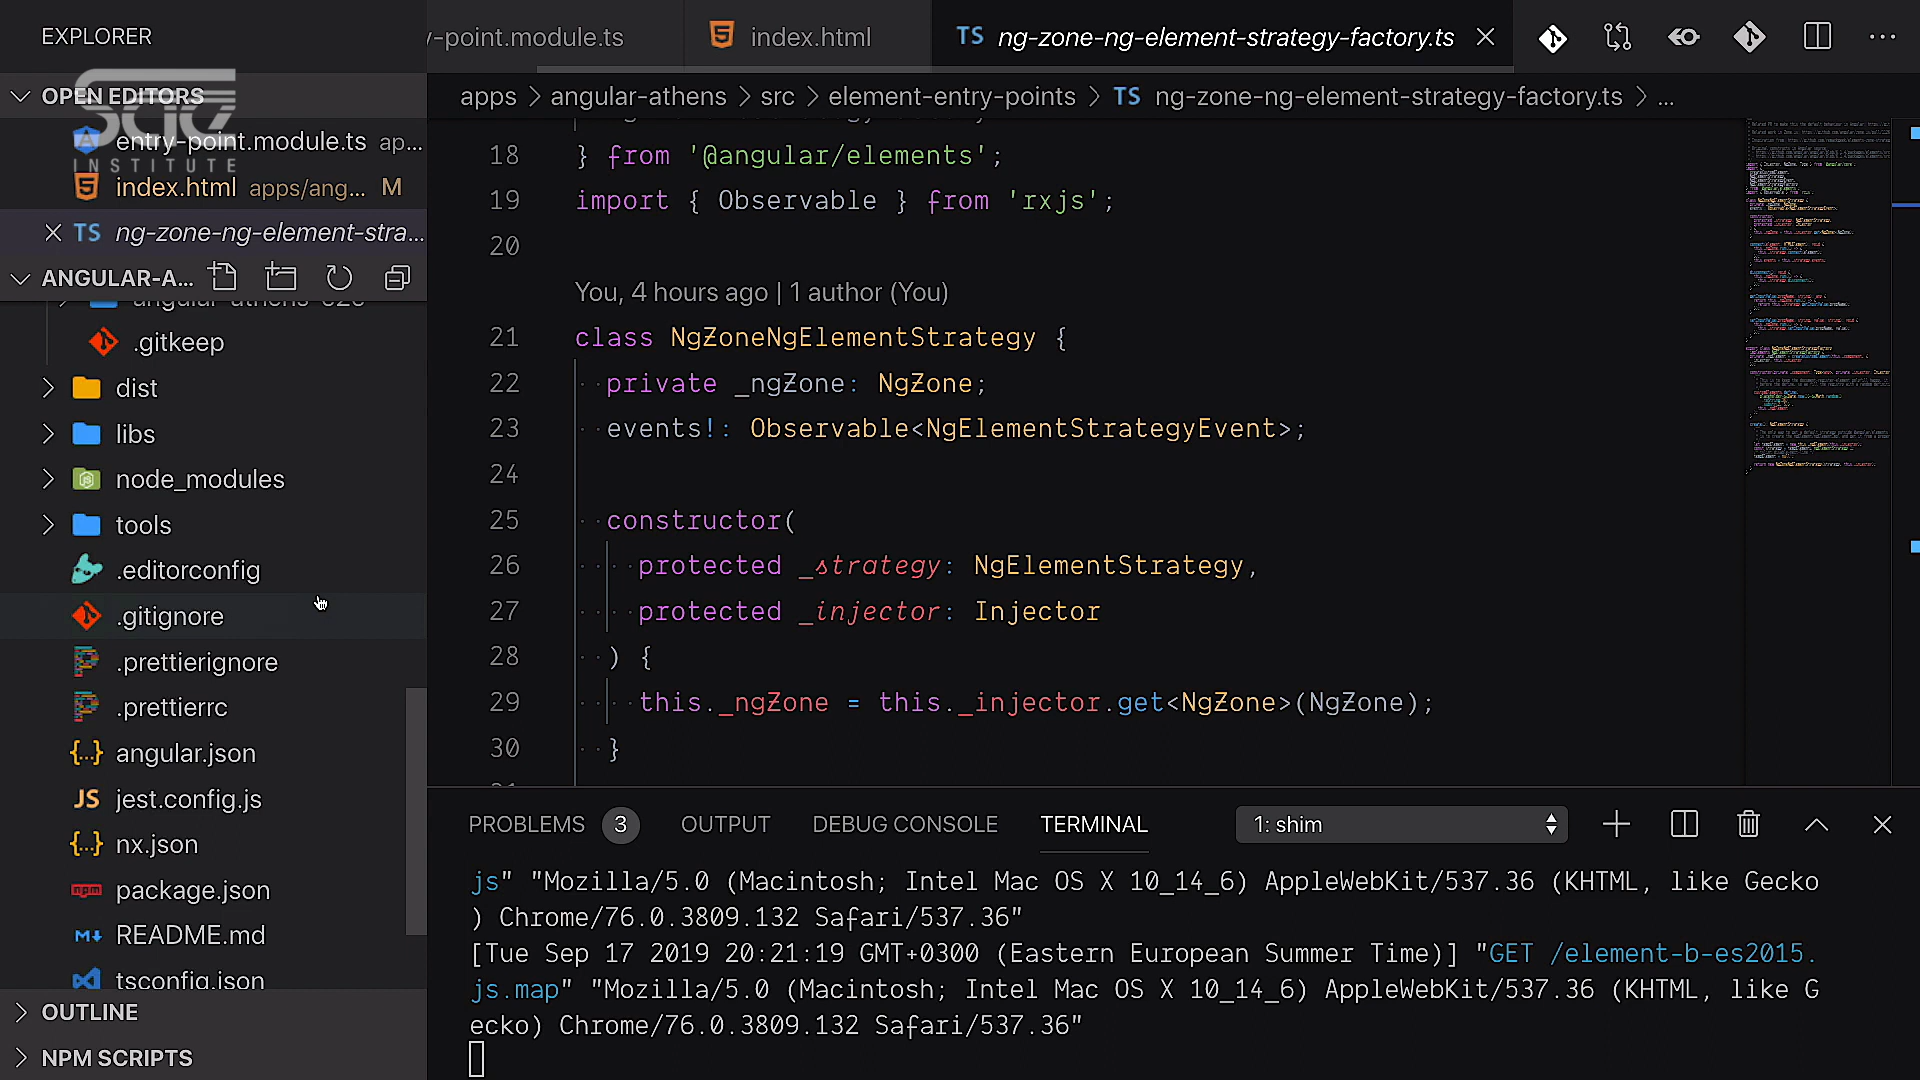 EXPLORER
-point.module.ts
index.html
TS ng-zone-ng-element-strategy-factory.ts
OPEN EDITORS
SAE
INSTITUTE
entry-point.module.ts ap...
index.html apps/ang... M
TS ng-zone-ng-element-stra...
ANGULAR-A...
.gitkeep
dist
libs
node_modules
tools
.editorconfig
.gitignore
.prettierignore
.prettierrc
{..} angular.json
JS jest.config.js
{..} nx.json
npm package.json
M↓ README.md
tsconfig.json
OUTLINE
NPM SCRIPTS
apps > angular-athens > src > element-entry-points > TS ng-zone-ng-element-strategy-factory.ts > ...
18 } from '@angular/elements';
19 import { Observable } from 'rxjs';
20
You, 4 hours ago | 1 author (You)
21 class NgZoneNgElementStrategy {
22 private _ngZone: NgZone;
23 events!: Observable<NgElementStrategyEvent>;
24
25 constructor(
26 protected _strategy: NgElementStrategy,
27 protected _injector: Injector
28 ) {
29 this._ngZone = this._injector.get<NgZone>(NgZone);
30 }
PROBLEMS 3 OUTPUT DEBUG CONSOLE TERMINAL 1: shim
js" "Mozilla/5.0 (Macintosh; Intel Mac OS X 10_14_6) AppleWebKit/537.36 (KHTML, like Gecko
) Chrome/76.0.3809.132 Safari/537.36"
[Tue Sep 17 2019 20:21:19 GMT+0300 (Eastern European Summer Time)] "GET /element-b-es2015.
js.map" "Mozilla/5.0 (Macintosh; Intel Mac OS X 10_14_6) AppleWebKit/537.36 (KHTML, like G
ecko) Chrome/76.0.3809.132 Safari/537.36"